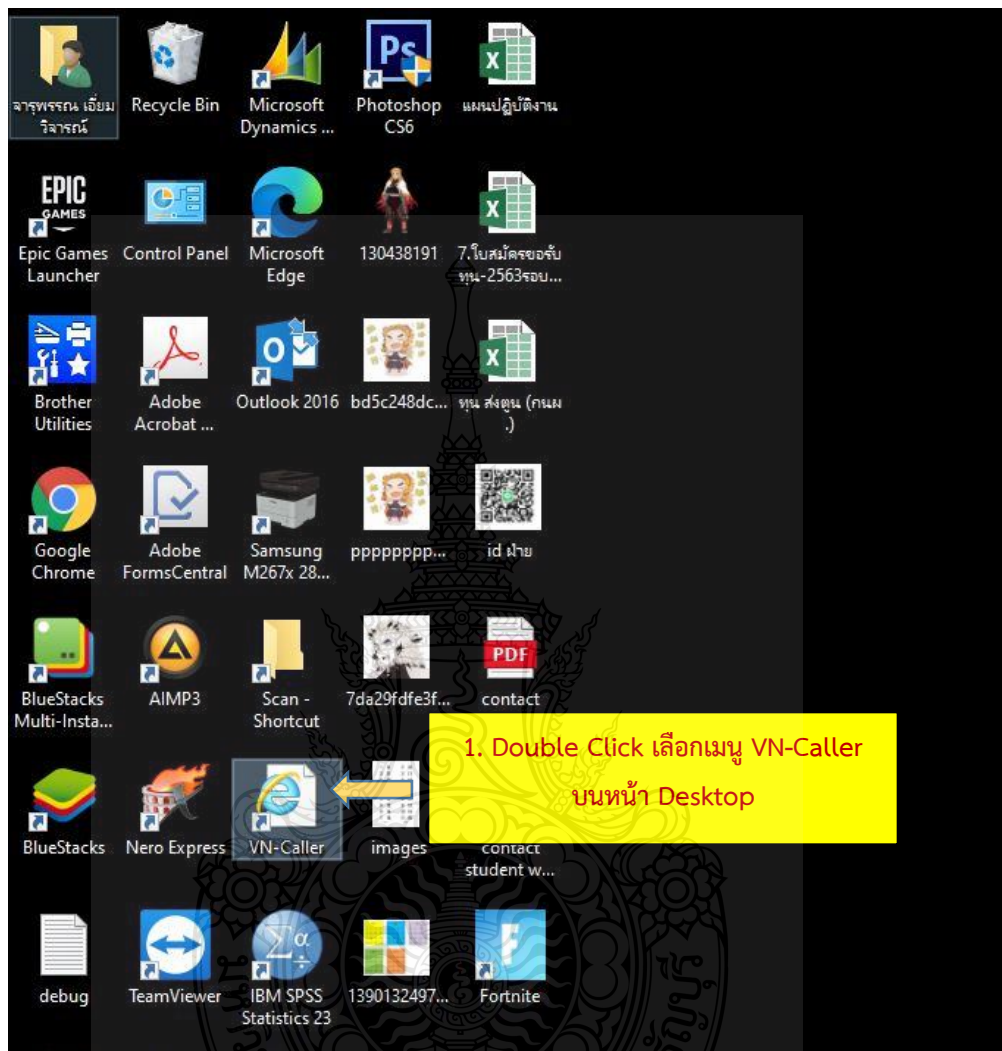 จารุพรรณ เอี่ยม
วิจารณ์
Recycle Bin
Microsoft
Dynamics ...
Ps
Photoshop
CS6
X
แผนปฏิบัติงาน
EPIC
GAMES
Epic Games
Launcher
Control Panel
Microsoft
Edge
130438191
X
7.ใบสมัครขอรับ
ทุน-2563รอบ...
Brother
Utilities
Adobe
Acrobat ...
Outlook 2016
bd5c248dc...
X
ทุน ส่งตูน (กนผ
.)
Google
Chrome
Adobe
FormsCentral
Samsung
M267x 28...
pppppppp...
id ฝ่าย
BlueStacks
Multi-Insta...
AIMP3
Scan -
Shortcut
7da29fdfe3f...
PDF
contact
1. Double Click เลือกเมนู VN-Caller
บนหน้า Desktop
BlueStacks
Nero Express
VN-Caller
images
contact
student w...
debug
TeamViewer
Σα
÷
IBM SPSS
Statistics 23
1390132497...
F
Fortnite